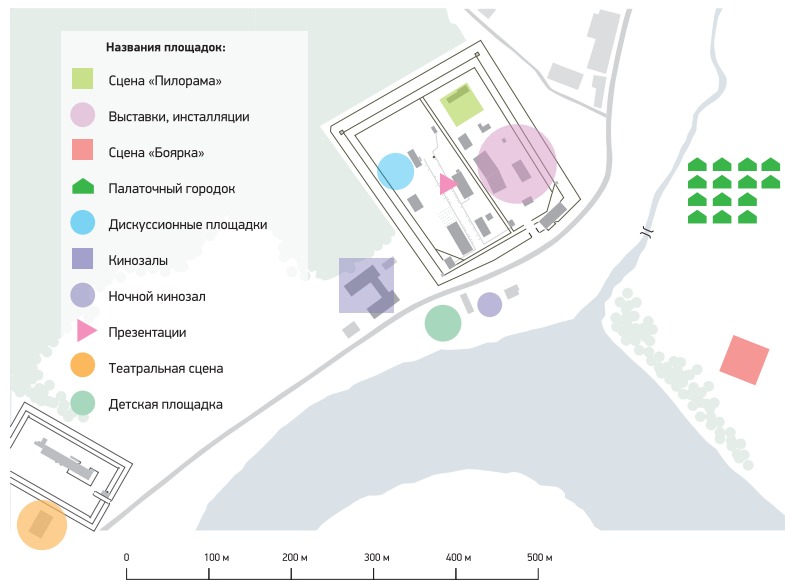 Названия площадок:
Сцена «Пилорама»
Выставки, инсталляции
Сцена «Боярка»
Палаточный городок
Дискуссионные площадки
Кинозалы
Ночной кинозал
Презентации
Театральная сцена
Детская площадка
0 100 м 200 м 300 м 400 м 500 м